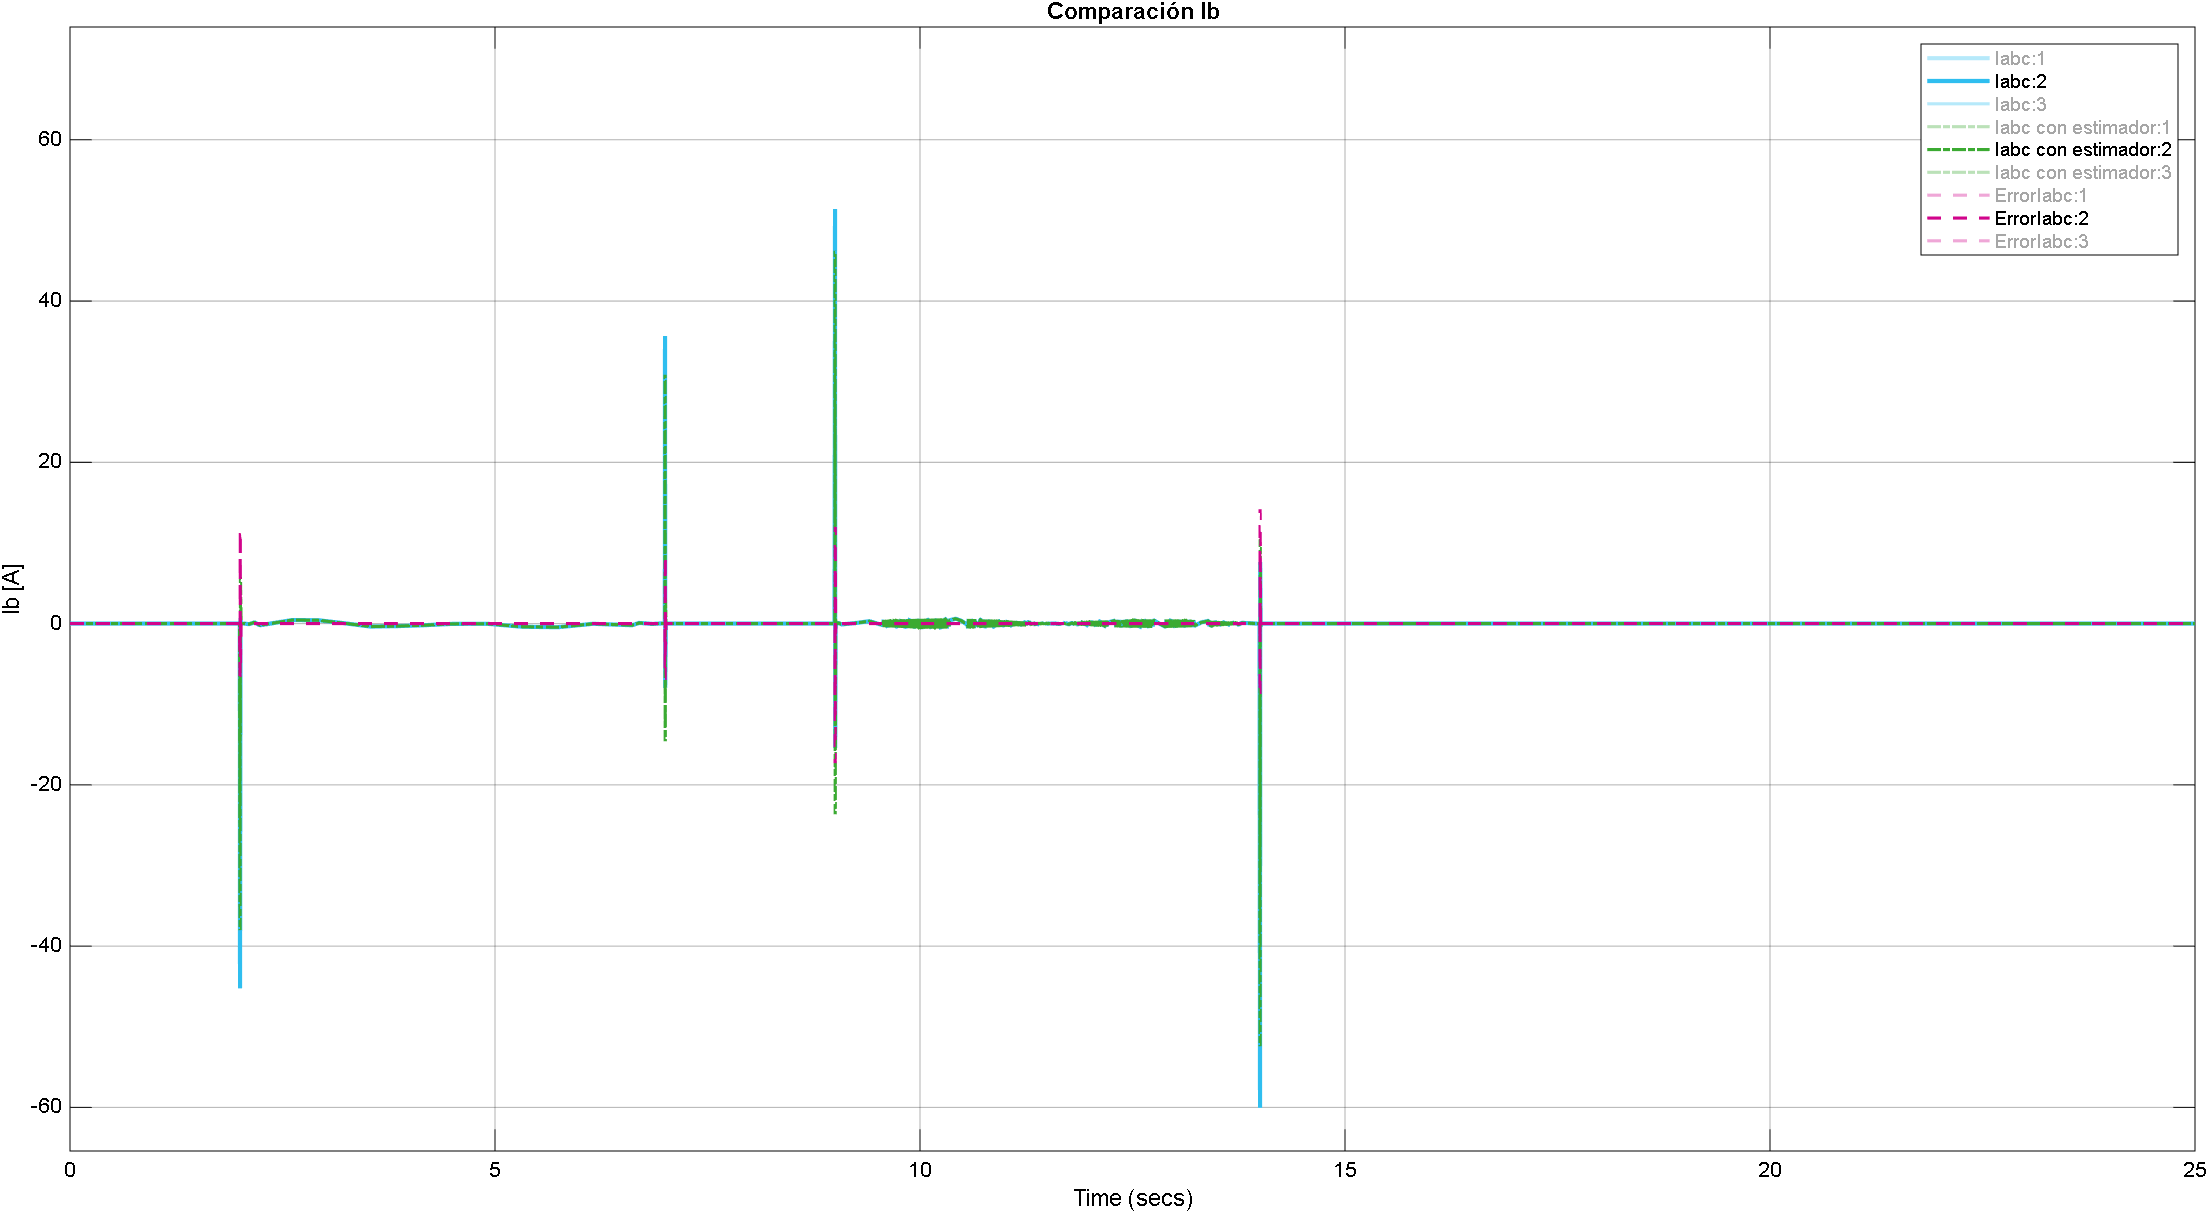 Comparación Ib
Iabc:1
Iabc:2
Iabc:3
Iabc con estimador:1
Iabc con estimador:2
Iabc con estimador:3
ErrorIabc:1
ErrorIabc:2
ErrorIabc:3
60
40
20
0
-20
-40
-60
Ib [A]
0 5 10 15 20 25
Time (secs)